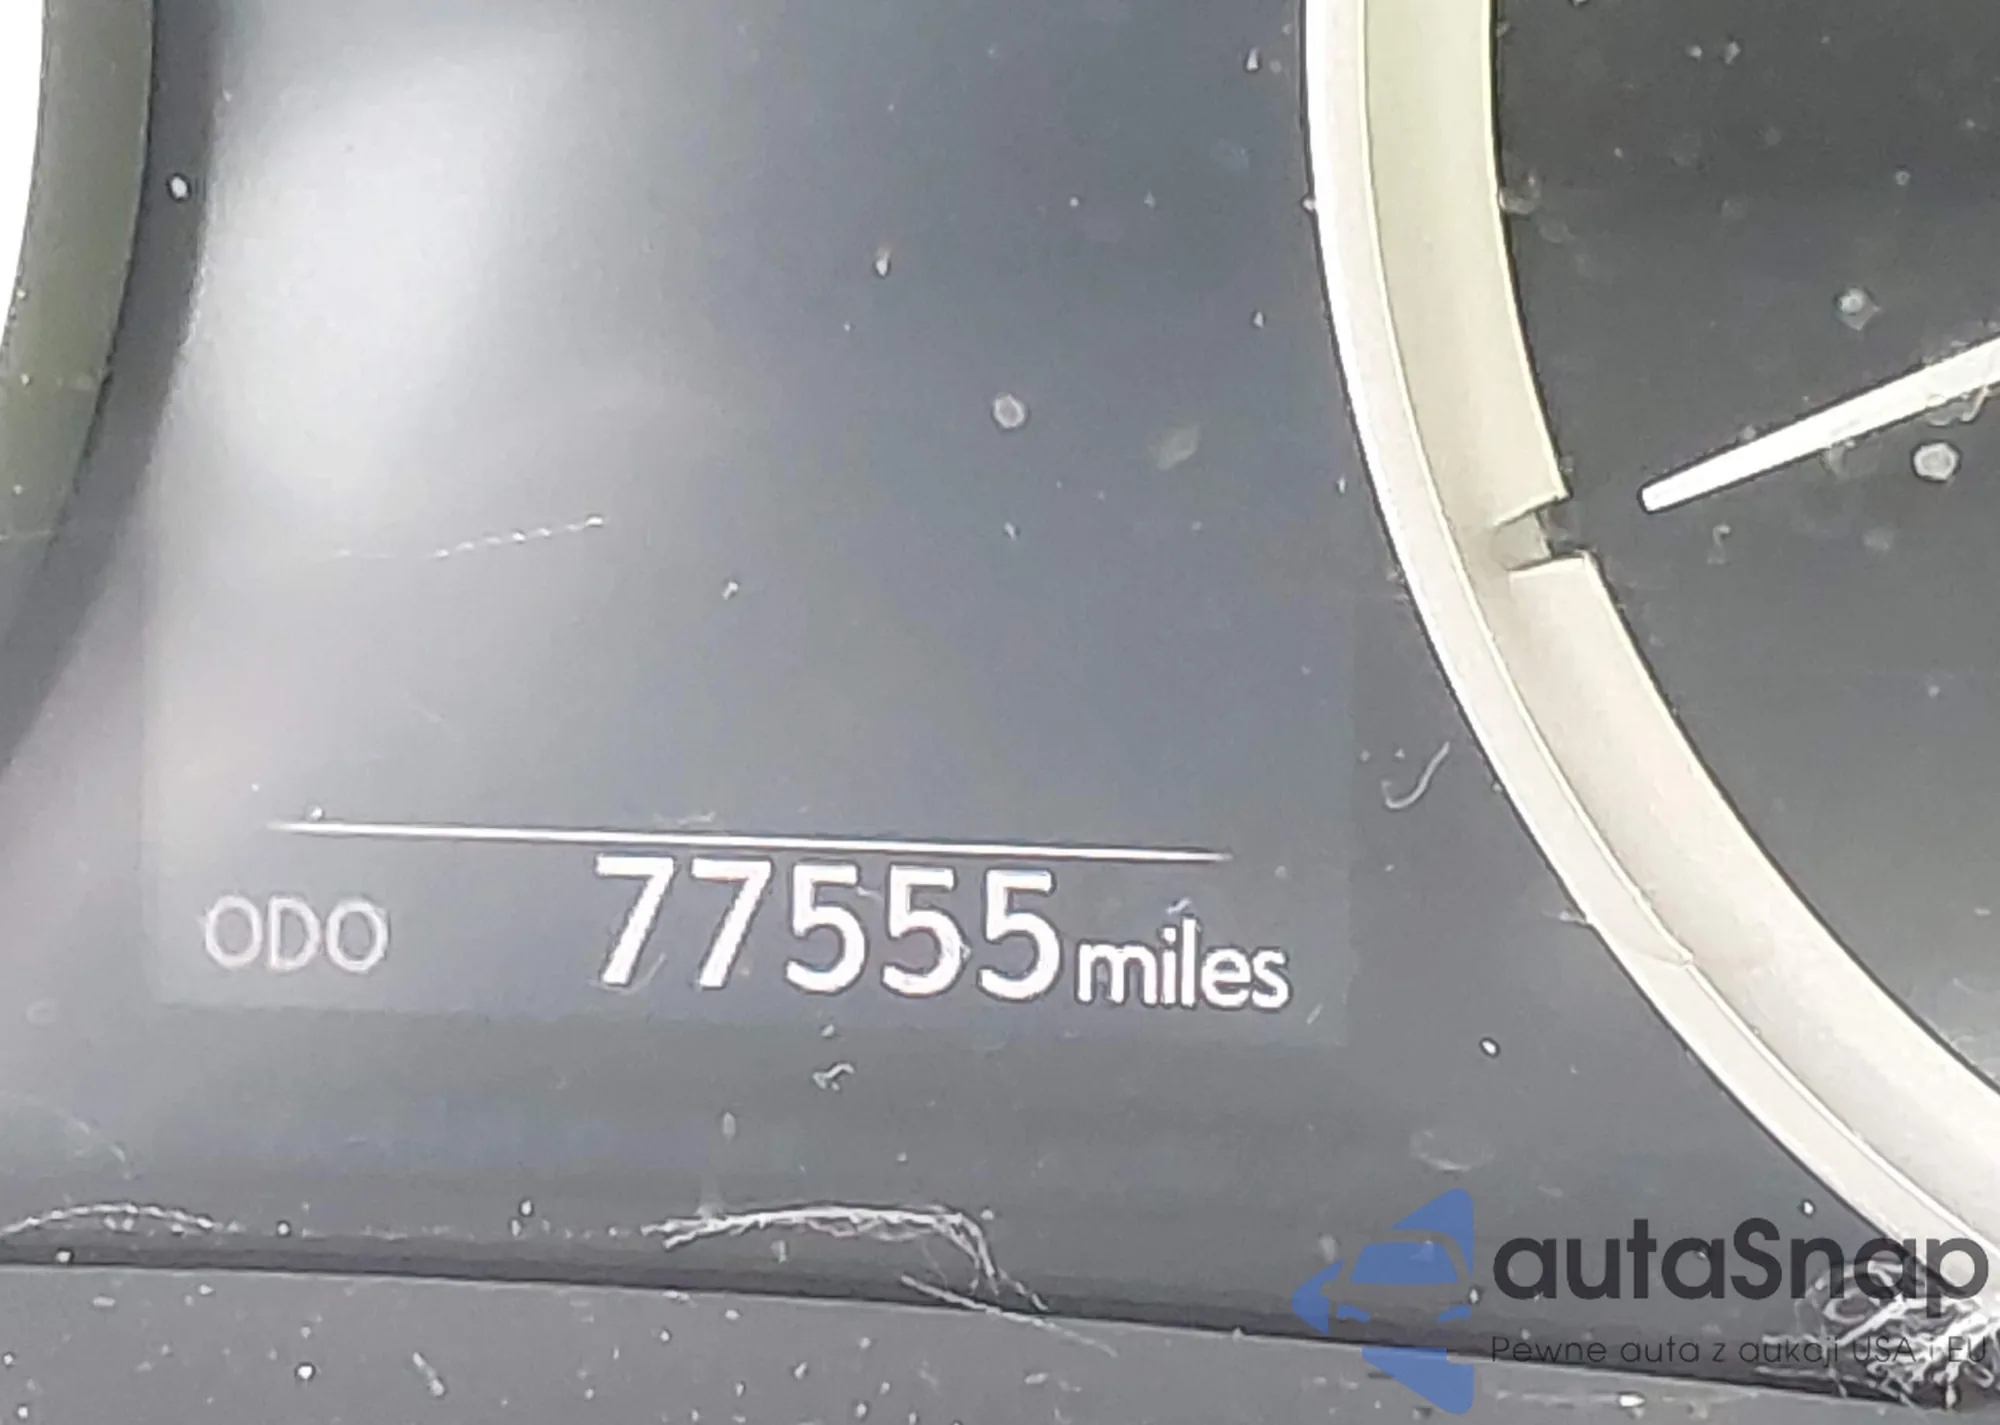 ODO 77555 miles
autaSnap
Pewne auta z aukcji USA i EU